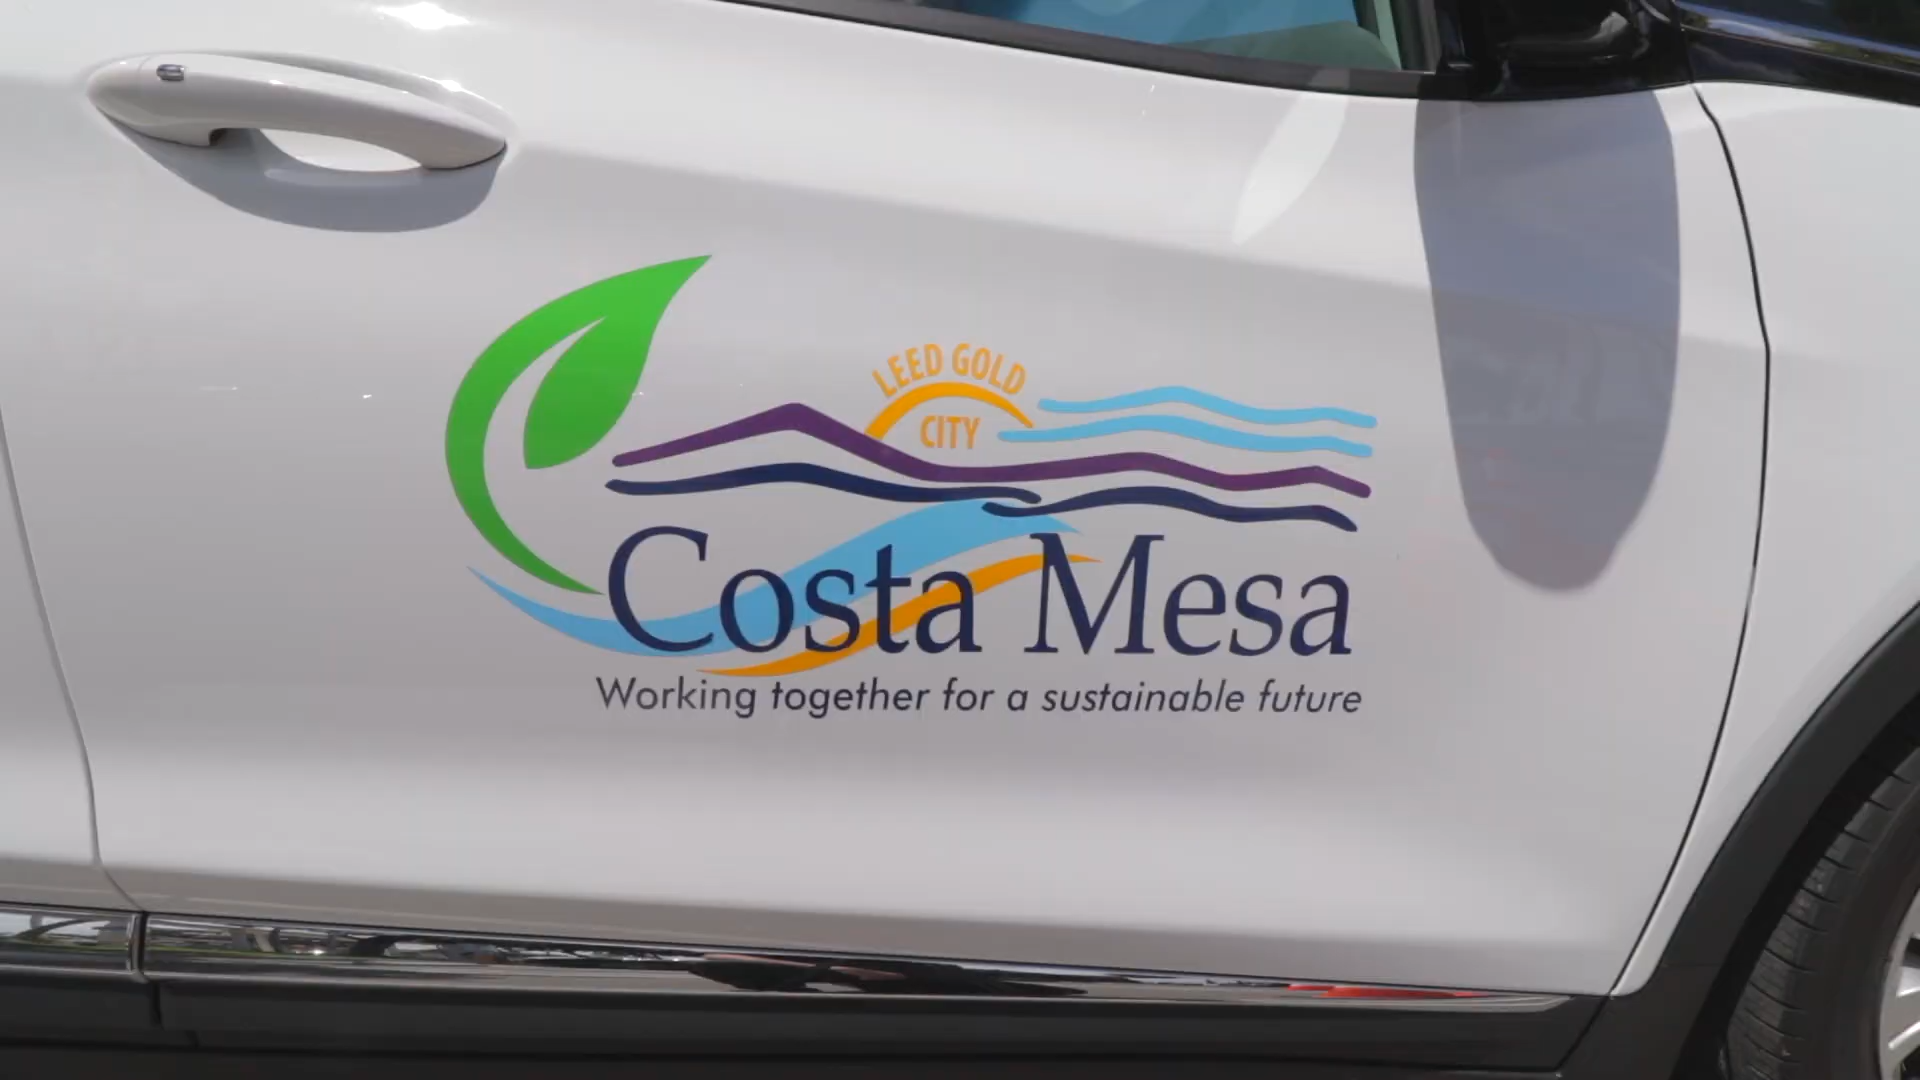 LEED GOLD
CITY
Costa Mesa
Working together for a sustainable future